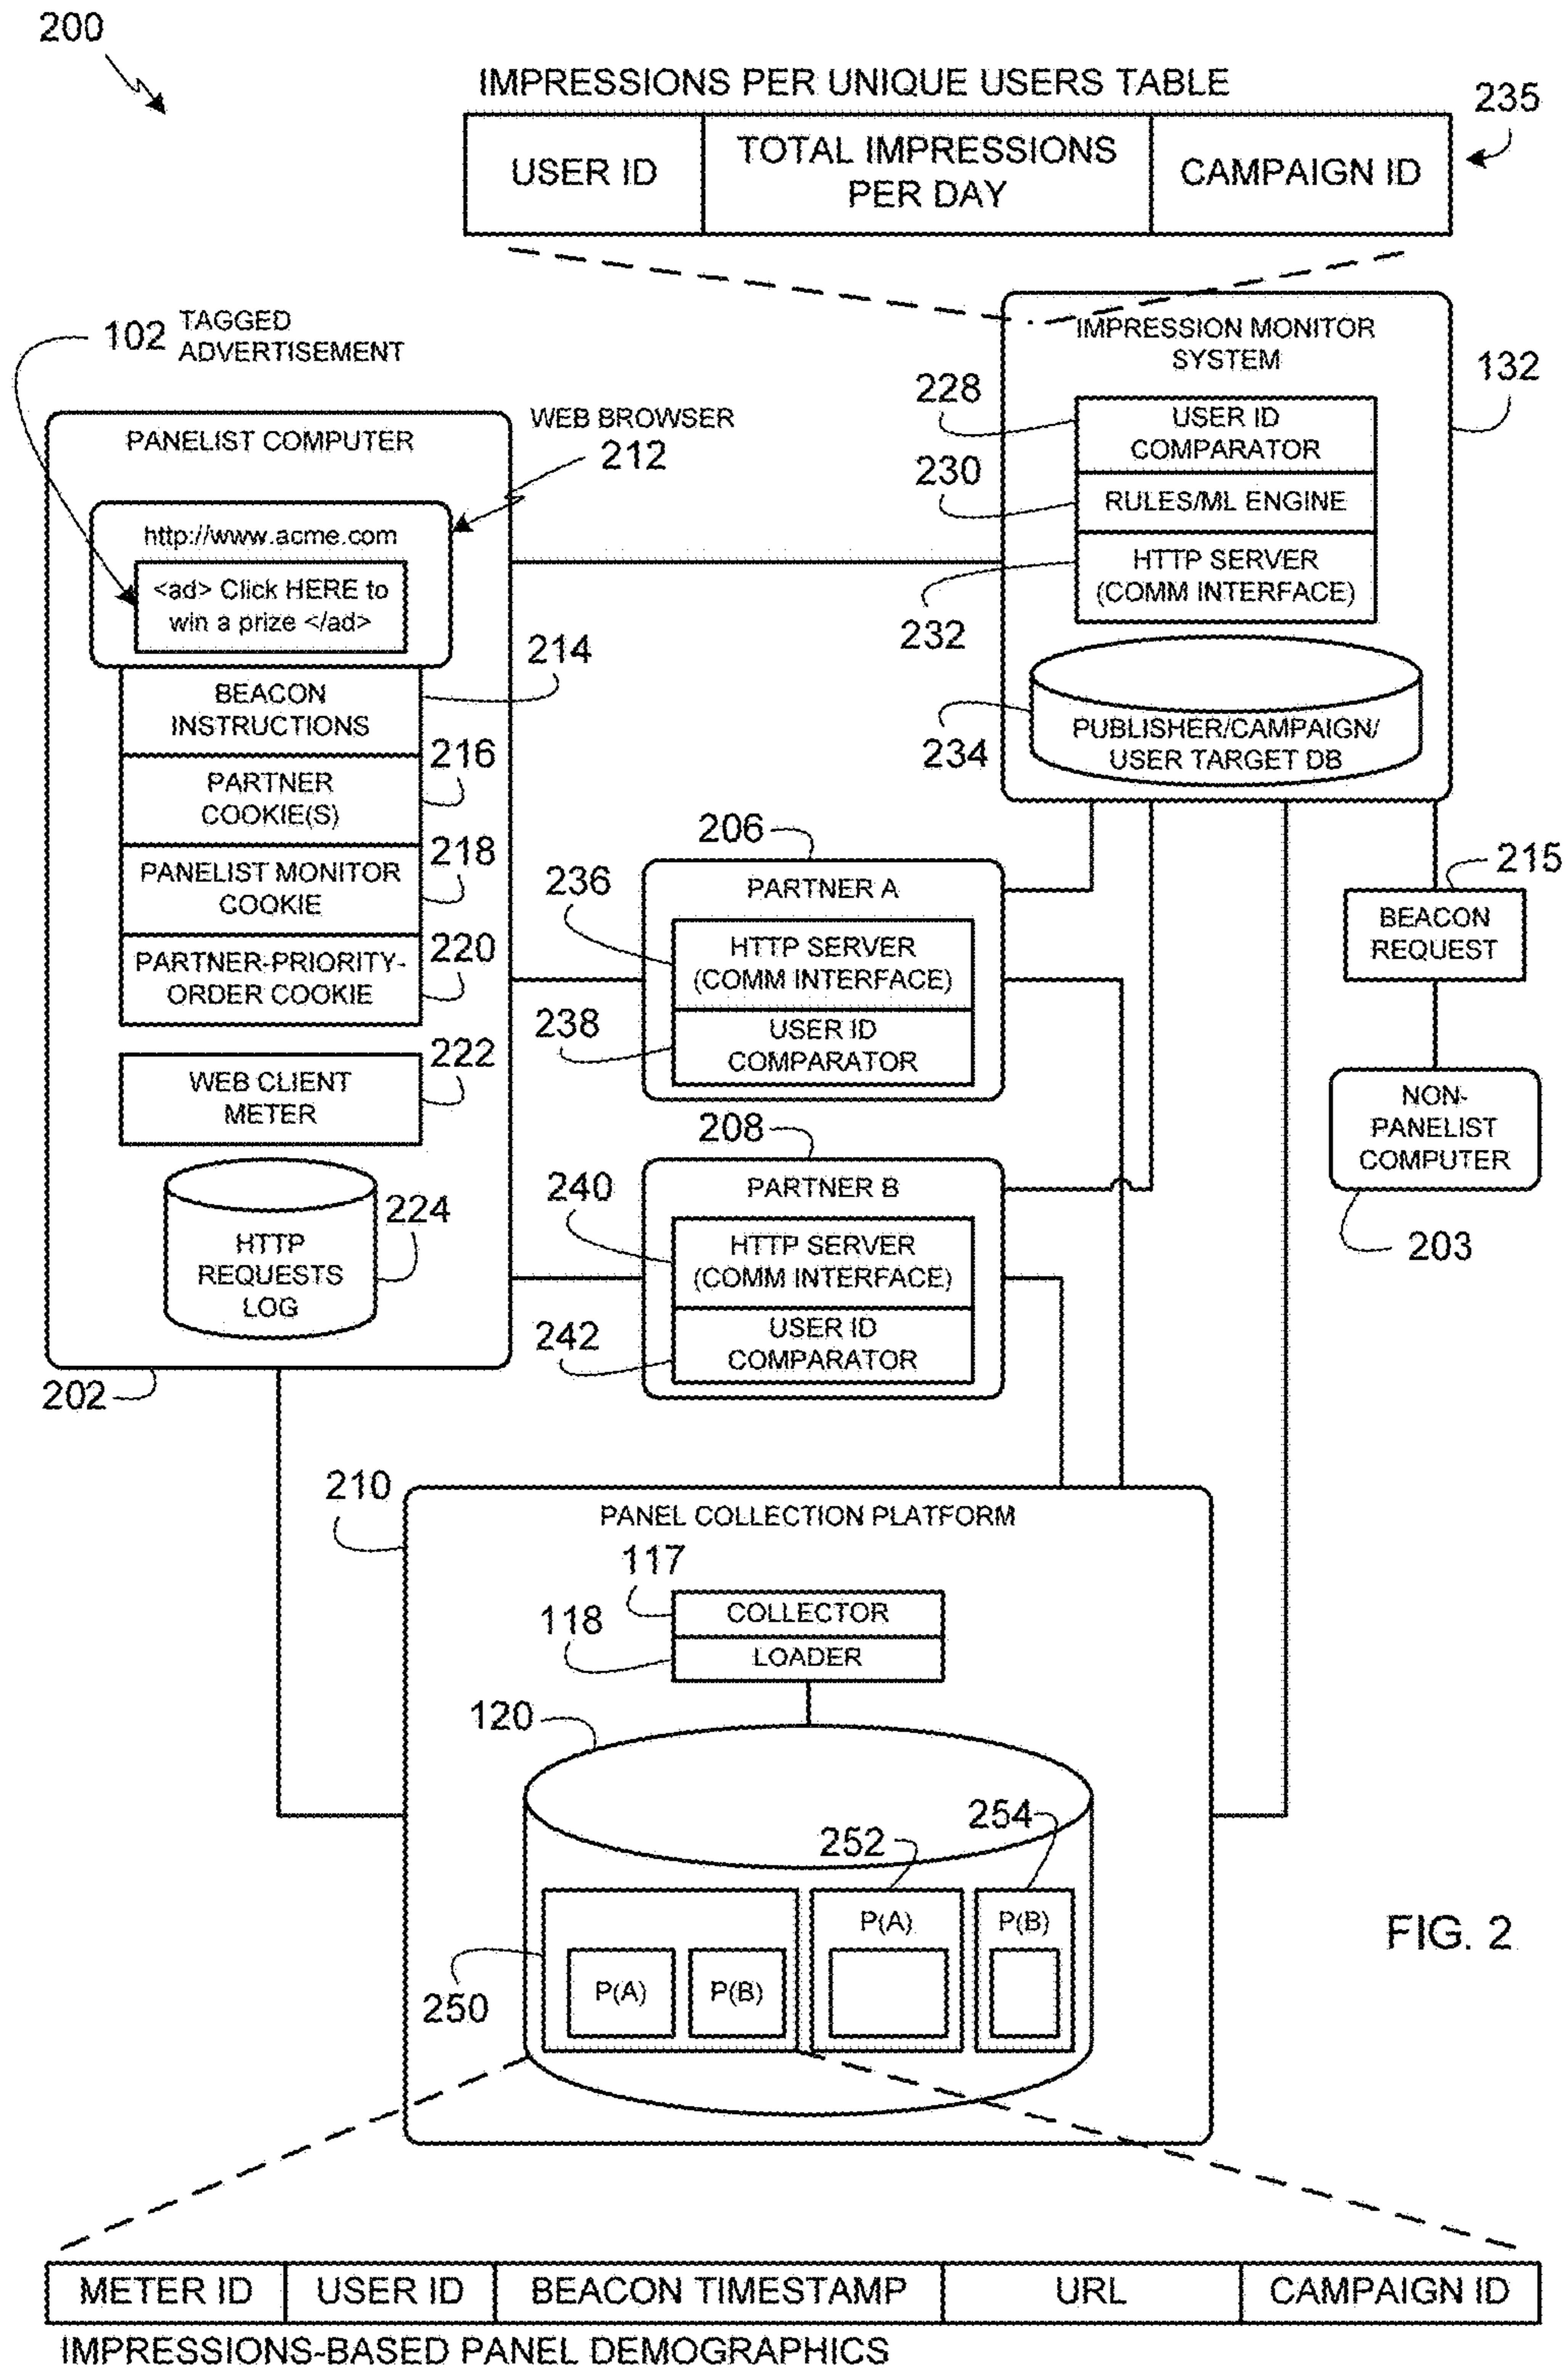 200
IMPRESSIONS PER UNIQUE USERS TABLE
235
USER ID
TOTAL IMPRESSIONS
PER DAY
CAMPAIGN ID
102
TAGGED
ADVERTISEMENT
IMPRESSION MONITOR
SYSTEM
132
228
USER ID
COMPARATOR
230
RULES/ML ENGINE
HTTP SERVER
(COMM INTERFACE)
232
234
PUBLISHER/CAMPAIGN/
USER TARGET DB
WEB BROWSER
212
PANELIST COMPUTER
http://www.acme.com
<ad> Click HERE to
win a prize </ad>
214
BEACON
INSTRUCTIONS
216
PARTNER
COOKIE(S)
218
PANELIST MONITOR
COOKIE
220
PARTNER-PRIORITY-
ORDER COOKIE
222
WEB CLIENT
METER
224
HTTP
REQUESTS
LOG
202
206
PARTNER A
236
HTTP SERVER
(COMM INTERFACE)
238
USER ID
COMPARATOR
208
PARTNER B
240
HTTP SERVER
(COMM INTERFACE)
242
USER ID
COMPARATOR
215
BEACON
REQUEST
NON-
PANELIST
COMPUTER
203
210
PANEL COLLECTION PLATFORM
117
COLLECTOR
118
LOADER
120
254
252
P(A)
P(B)
250
P(A)
P(B)
FIG. 2
METER ID
USER ID
BEACON TIMESTAMP
URL
CAMPAIGN ID
IMPRESSIONS-BASED PANEL DEMOGRAPHICS